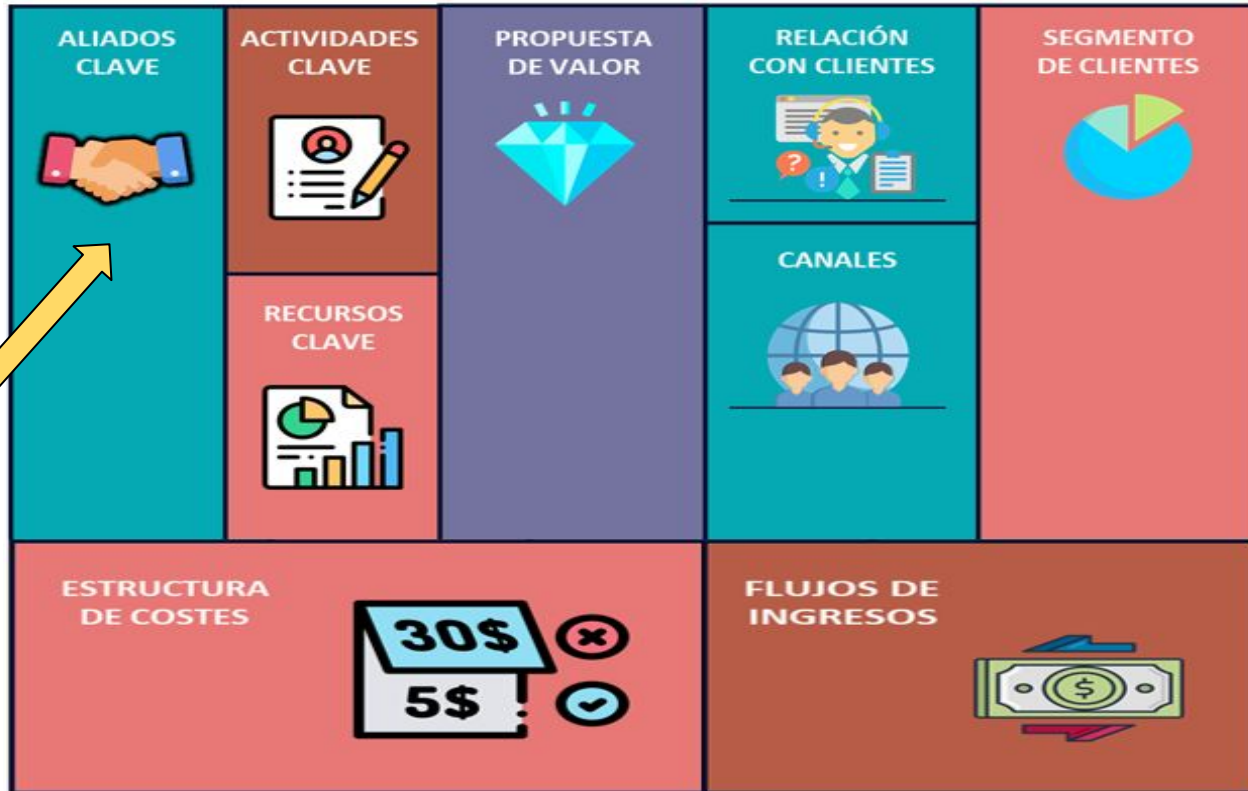 ALIADOS
CLAVE
ACTIVIDADES
CLAVE
PROPUESTA
DE VALOR
RELACIÓN
CON CLIENTES
SEGMENTO
DE CLIENTES
?
!
CANALES
RECURSOS
CLAVE
ESTRUCTURA
DE COSTES
30$
5$
FLUJOS DE
INGRESOS
$